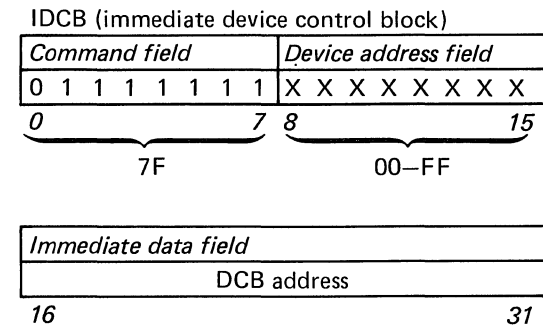 IDCB (immediate device control block)
Command field Device address field
0 1 1 1 1 1 1 1 X X X X X X X X
0 7 8 15
7F 00–FF
Immediate data field
DCB address
16 31